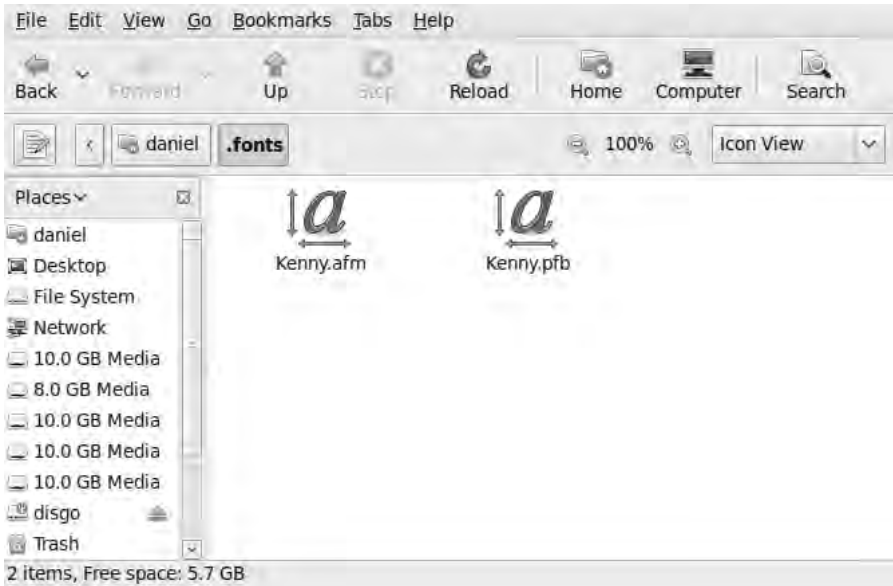 File Edit View Go Bookmarks Tabs Help
Back Forward Up Stop Reload Home Computer Search
daniel .fonts 100% Icon View
Places
daniel
Desktop
File System
Network
10.0 GB Media
8.0 GB Media
10.0 GB Media
10.0 GB Media
10.0 GB Media
disgo
Trash
Kenny.afm Kenny.pfb
2 items, Free space: 5.7 GB